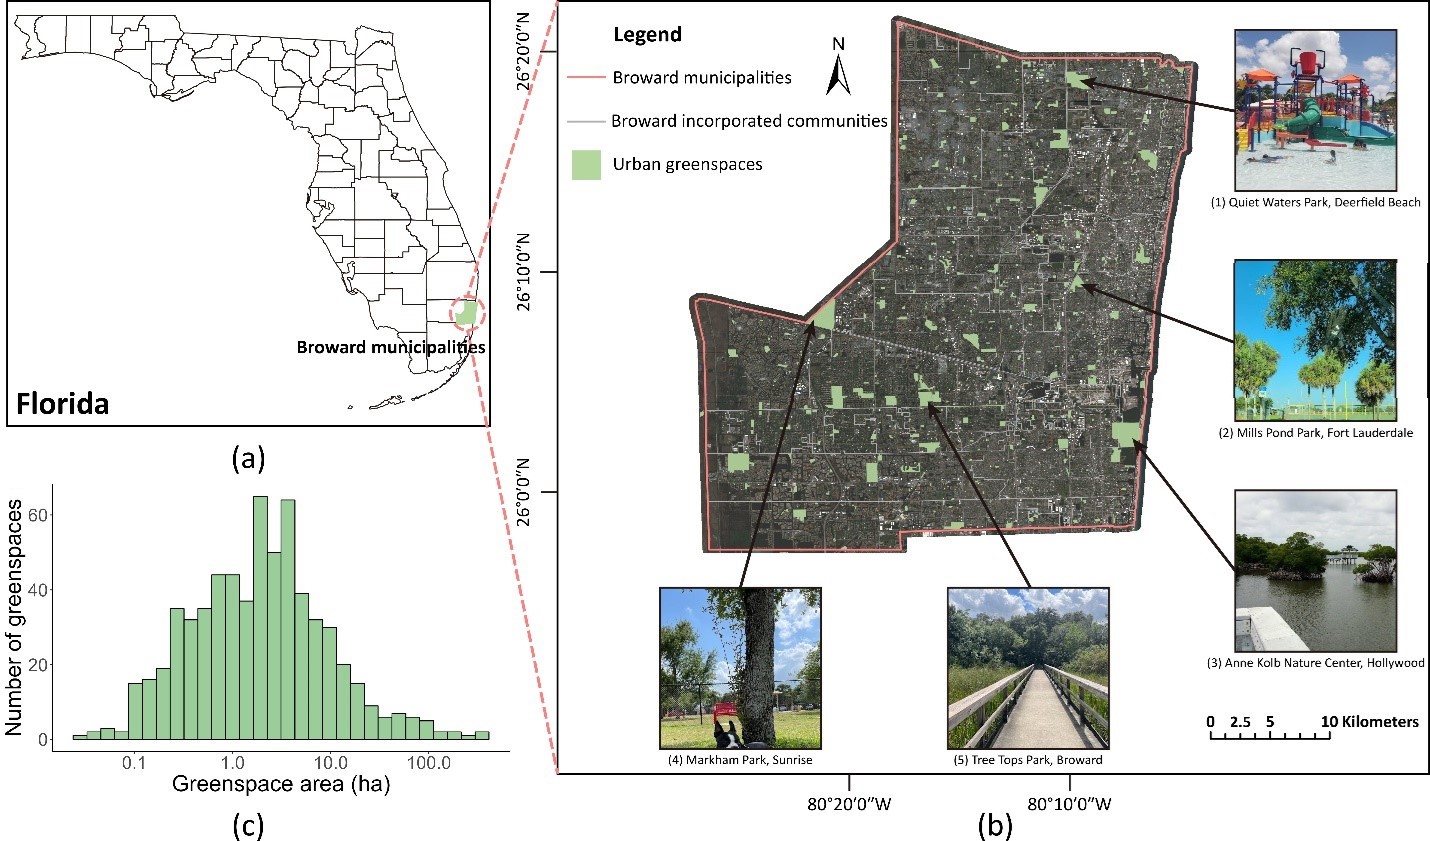 Broward municipalities
Florida
(a)
Legend
Broward municipalities
Broward incorporated communities
Urban greenspaces
N
26°20'0"N
26°10'0"N
26°0'0"N
80°20'0"W
80°10'0"W
(1) Quiet Waters Park, Deerfield Beach
(2) Mills Pond Park, Fort Lauderdale
(3) Anne Kolb Nature Center, Hollywood
(4) Markham Park, Sunrise
(5) Tree Tops Park, Broward
0 2.5 5 10 Kilometers
(b)
Number of greenspaces
60
40
20
0
0.1 1.0 10.0 100.0
Greenspace area (ha)
(c)